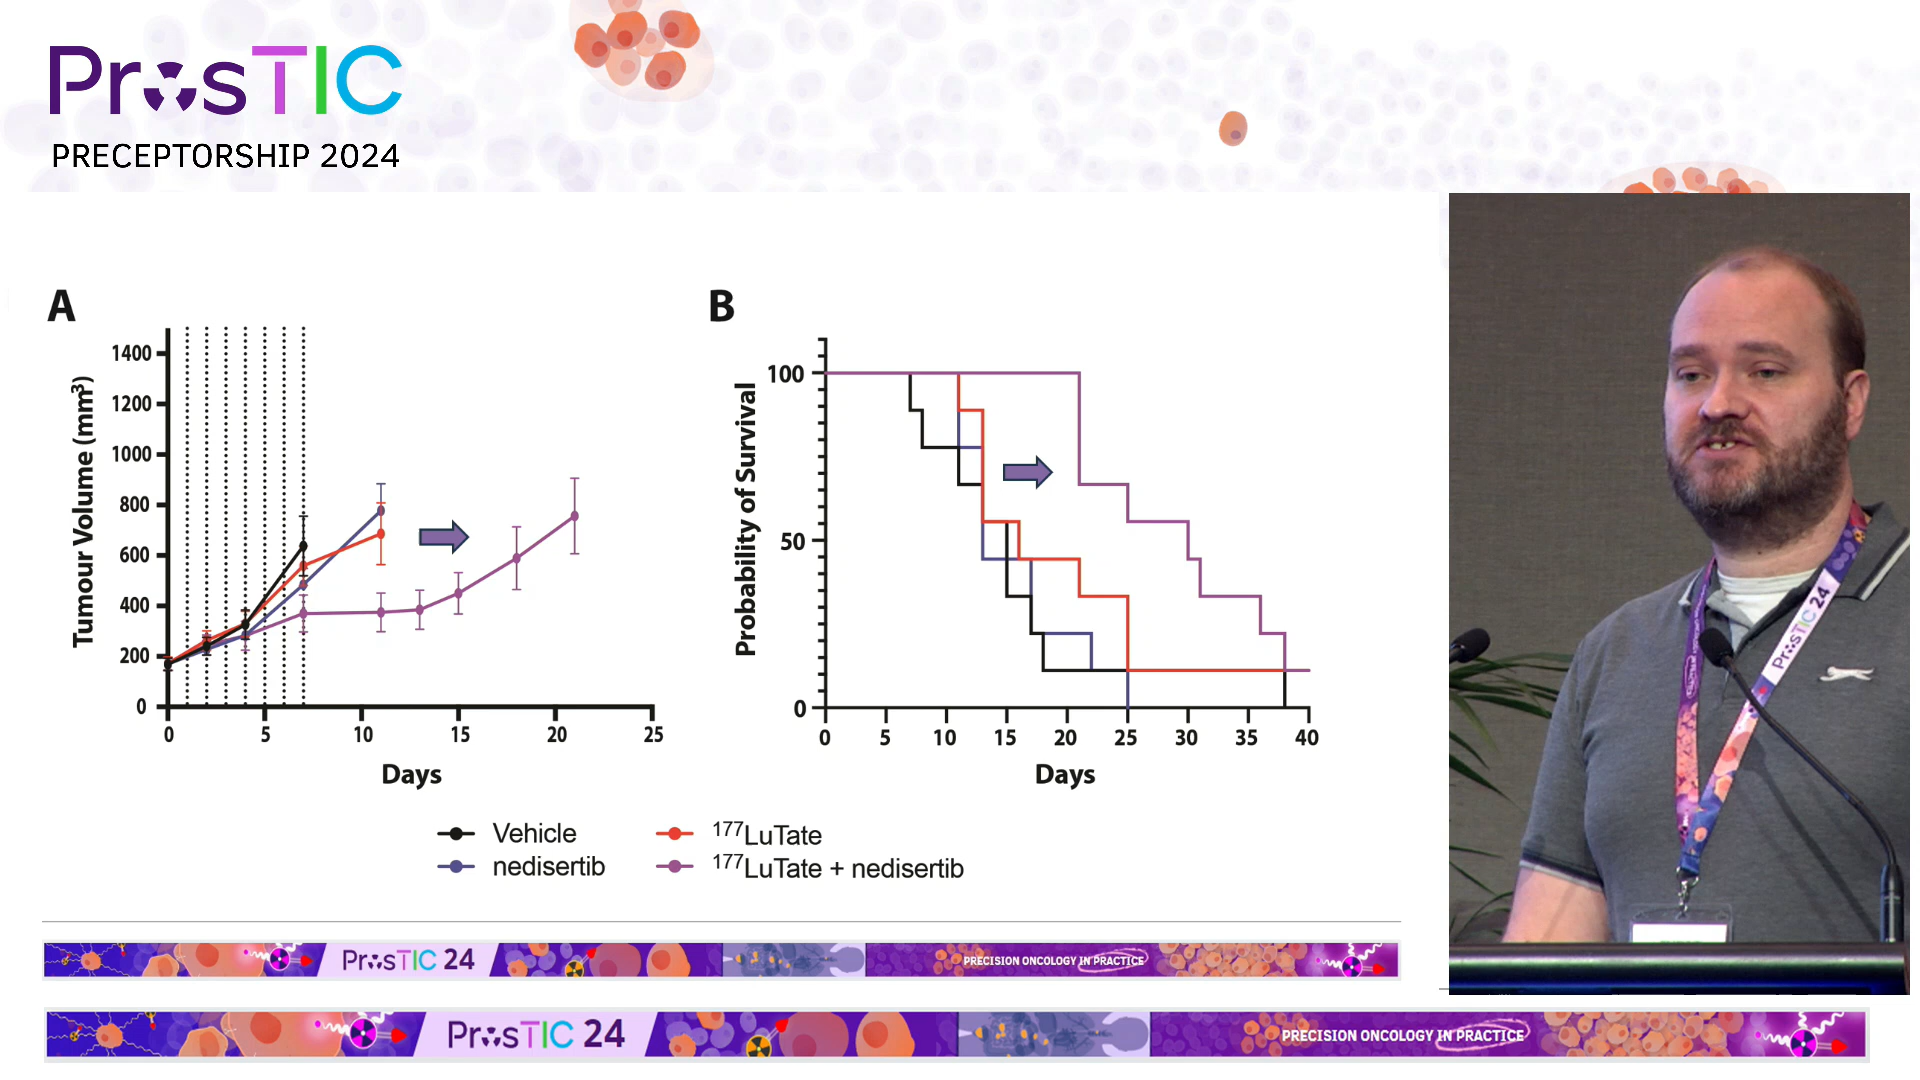 ProsTIC
PRECEPTORSHIP 2024
A
Tumour Volume (mm³)
1400
1200
1000
800
600
400
200
0
0 5 10 15 20 25
Days
B
Probability of Survival
100
50
0
0 5 10 15 20 25 30 35 40
Days
Vehicle
¹⁷⁷LuTate
nedisertib
¹⁷⁷LuTate + nedisertib
ProsTIC 24
ProsTIC 24
PRECISION ONCOLOGY IN PRACTICE
ProsTIC 24
PRECISION ONCOLOGY IN PRACTICE